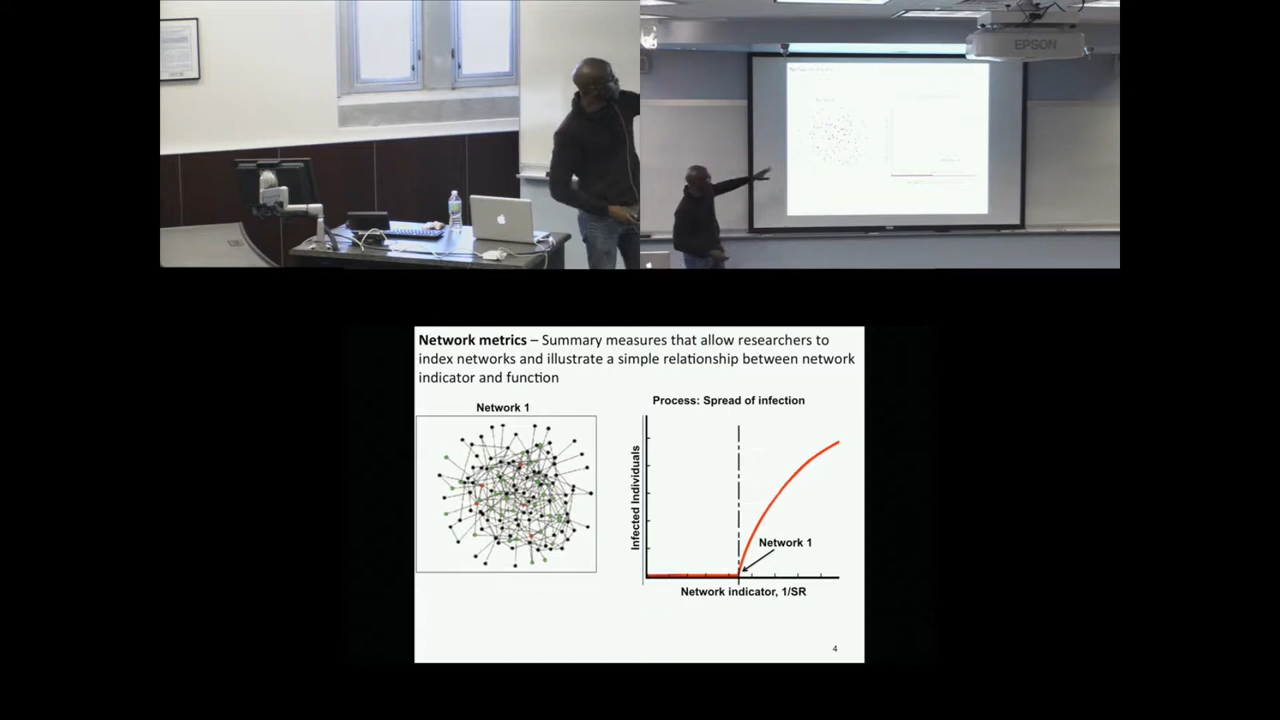 EPSON
Network metrics – Summary measures that allow researchers to
index networks and illustrate a simple relationship between network
indicator and function
Network 1
Process: Spread of infection
Infected Individuals
Network 1
Network indicator, 1/SR
4